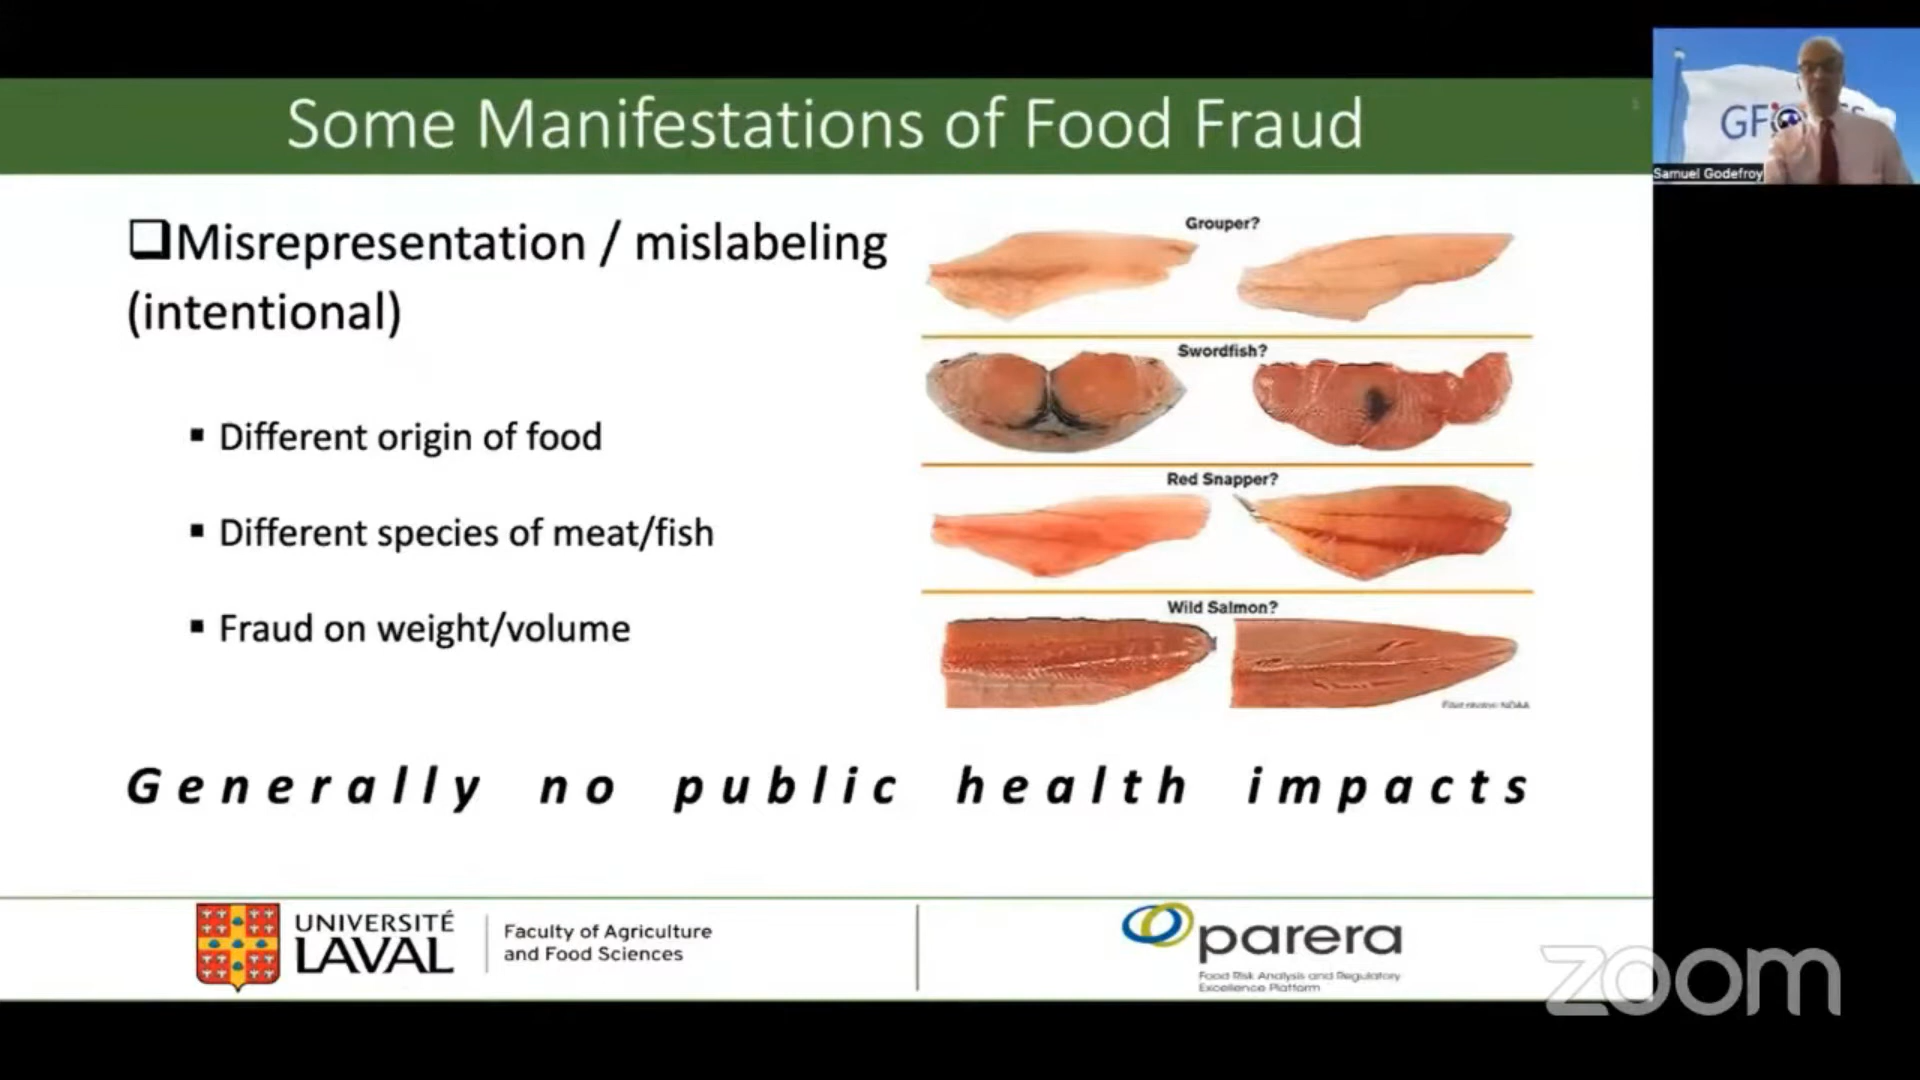 Some Manifestations of Food Fraud
Misrepresentation / mislabeling
(intentional)
Different origin of food
Different species of meat/fish
Fraud on weight/volume
Grouper?
Swordfish?
Red Snapper?
Wild Salmon?
Generally no public health impacts
UNIVERSITÉ
LAVAL
Faculty of Agriculture
and Food Sciences
parera
Food Risk Analysis and Regulatory
Excellence Platform
Samuel Godefroy
zoom